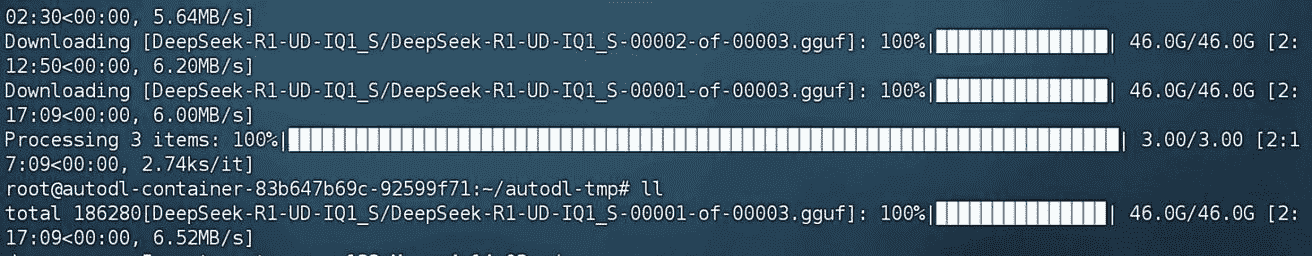 02:30<00:00, 5.64MB/s]
Downloading [DeepSeek-R1-UD-IQ1_S/DeepSeek-R1-UD-IQ1_S-00002-of-00003.gguf]: 100%|███████████████| 46.0G/46.0G [2:
12:50<00:00, 6.20MB/s]
Downloading [DeepSeek-R1-UD-IQ1_S/DeepSeek-R1-UD-IQ1_S-00001-of-00003.gguf]: 100%|███████████████| 46.0G/46.0G [2:
17:09<00:00, 6.00MB/s]
Processing 3 items: 100%|██████████████████████████████████████████████████████████████████████████| 3.00/3.00 [2:1
7:09<00:00, 2.74ks/it]
root@autodl-container-83b647b69c-92599f71:~/autodl-tmp# ll
total 186280[DeepSeek-R1-UD-IQ1_S/DeepSeek-R1-UD-IQ1_S-00001-of-00003.gguf]: 100%|███████████████| 46.0G/46.0G [2:
17:09<00:00, 6.52MB/s]